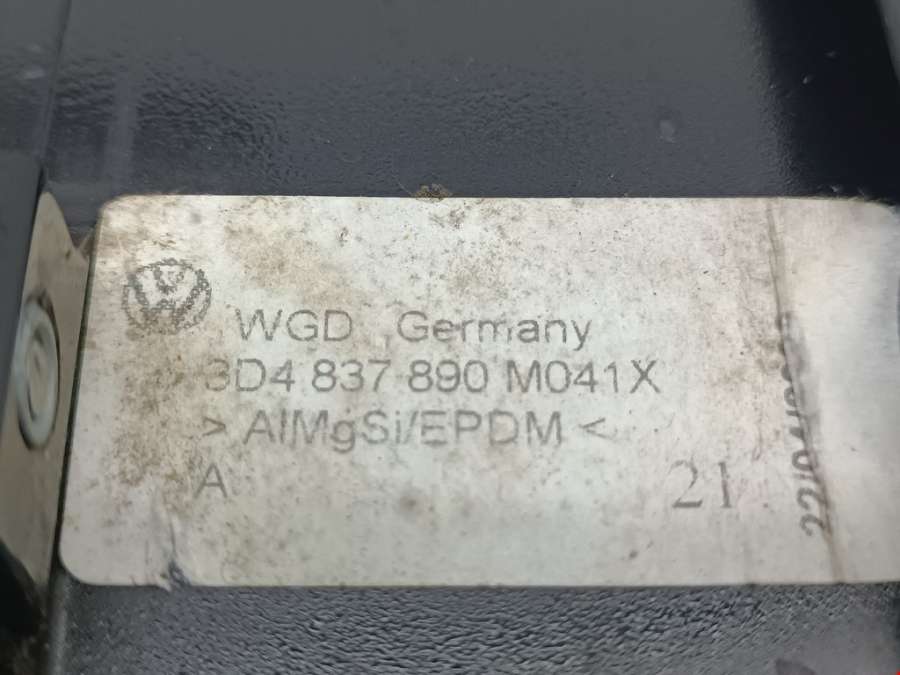 WGD Germany
3D4 837 890 M041X
> AlMgSi/EPDM <
A 21